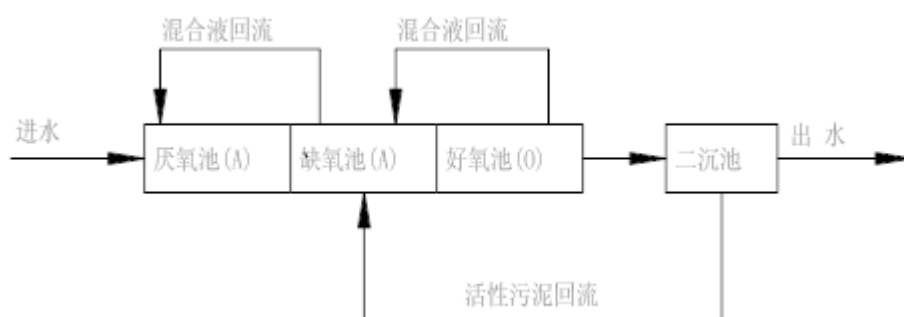 混合液回流
混合液回流
进水
厌氧池(A)
缺氧池(A)
好氧池(O)
二沉池
出 水
活性污泥回流